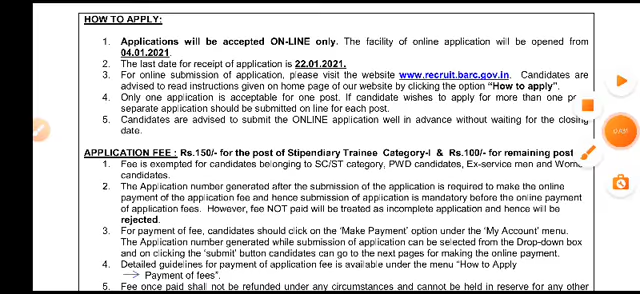 HOW TO APPLY:
1. Applications will be accepted ON-LINE only. The facility of online application will be opened from
04.01.2021.
2. The last date for receipt of application is 22.01.2021.
3. For online submission of application, please visit the website www.recruit.barc.gov.in. Candidates are
advised to read instructions given on home page of our website by clicking the option "How to apply".
4. Only one application is acceptable for one post. If candidate wishes to apply for more than one
separate application should be submitted on line for each post.
5. Candidates are advised to submit the ONLINE application well in advance without waiting for the closing
date.
APPLICATION FEE : Rs.150/- for the post of Stipendiary Trainee Category-I & Rs.100/- for remaining post
1. Fee is exempted for candidates belonging to SC/ST category, PWD candidates, Ex-service men and
candidates.
2. The Application number generated after the submission of the application is required to make the online
payment of the application fee and hence submission of application is mandatory before the online payment
of application fees. However, fee NOT paid will be treated as incomplete application and hence will be
rejected.
3. For payment of fee, candidates should click on the 'Make Payment' option under the 'My Account' menu.
The Application number generated while submission of application can be selected from the Drop-down box
and on clicking the 'submit' button candidates can go to the next pages for making the online payment.
4. Detailed guidelines for payment of application fee is available under the menu "How to Apply
→ Payment of fees".
5. Fee once paid shall not be refunded under any circumstances and cannot be held in reserve for any other